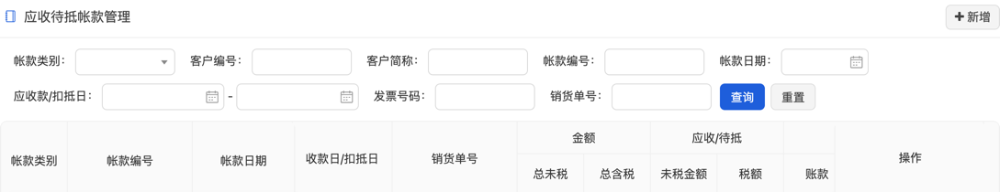 应收待抵帐款管理
新增
帐款类别： 客户编号： 客户简称： 帐款编号： 帐款日期：
应收款/扣抵日： - 发票号码： 销货单号： 查询 重置
金额 应收/待抵
帐款类别 帐款编号 帐款日期 收款日/扣抵日 销货单号 操作
总未税 总含税 未税金额 税额 账款